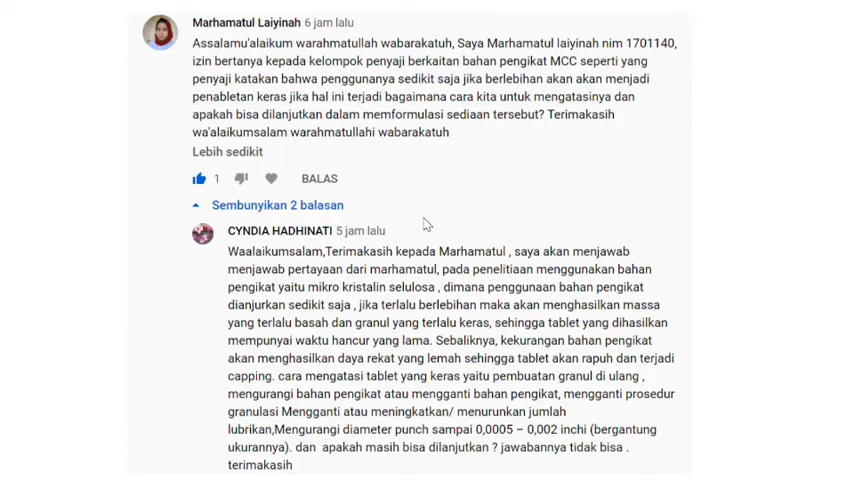 Marhamatul Laiyinah 6 jam lalu
Assalamu'alaikum warahmatullah wabarakatuh, Saya Marhamatul laiyinah nim 1701140,
izin bertanya kepada kelompok penyaji berkaitan bahan pengikat MCC seperti yang
penyaji katakan bahwa penggunanya sedikit saja jika berlebihan akan akan menjadi
penabletan keras jika hal ini terjadi bagaimana cara kita untuk mengatasinya dan
apakah bisa dilanjutkan dalam memformulasi sediaan tersebut? Terimakasih
wa'alaikumsalam warahmatullahi wabarakatuh
Lebih sedikit
1 BALAS
Sembunyikan 2 balasan
CYNDIA HADHINATI 5 jam lalu
Waalaikumsalam,Terimakasih kepada Marhamatul , saya akan menjawab
menjawab pertayaan dari marhamatul, pada penelitiaan menggunakan bahan
pengikat yaitu mikro kristalin selulosa , dimana penggunaan bahan pengikat
dianjurkan sedikit saja , jika terlalu berlebihan maka akan menghasilkan massa
yang terlalu basah dan granul yang terlalu keras, sehingga tablet yang dihasilkan
mempunyai waktu hancur yang lama. Sebaliknya, kekurangan bahan pengikat
akan menghasilkan daya rekat yang lemah sehingga tablet akan rapuh dan terjadi
capping. cara mengatasi tablet yang keras yaitu pembuatan granul di ulang ,
mengurangi bahan pengikat atau mengganti bahan pengikat, mengganti prosedur
granulasi Mengganti atau meningkatkan/ menurunkan jumlah
lubrikan,Mengurangi diameter punch sampai 0,0005 – 0,002 inchi (bergantung
ukurannya). dan apakah masih bisa dilanjutkan ? jawabannya tidak bisa .
terimakasih